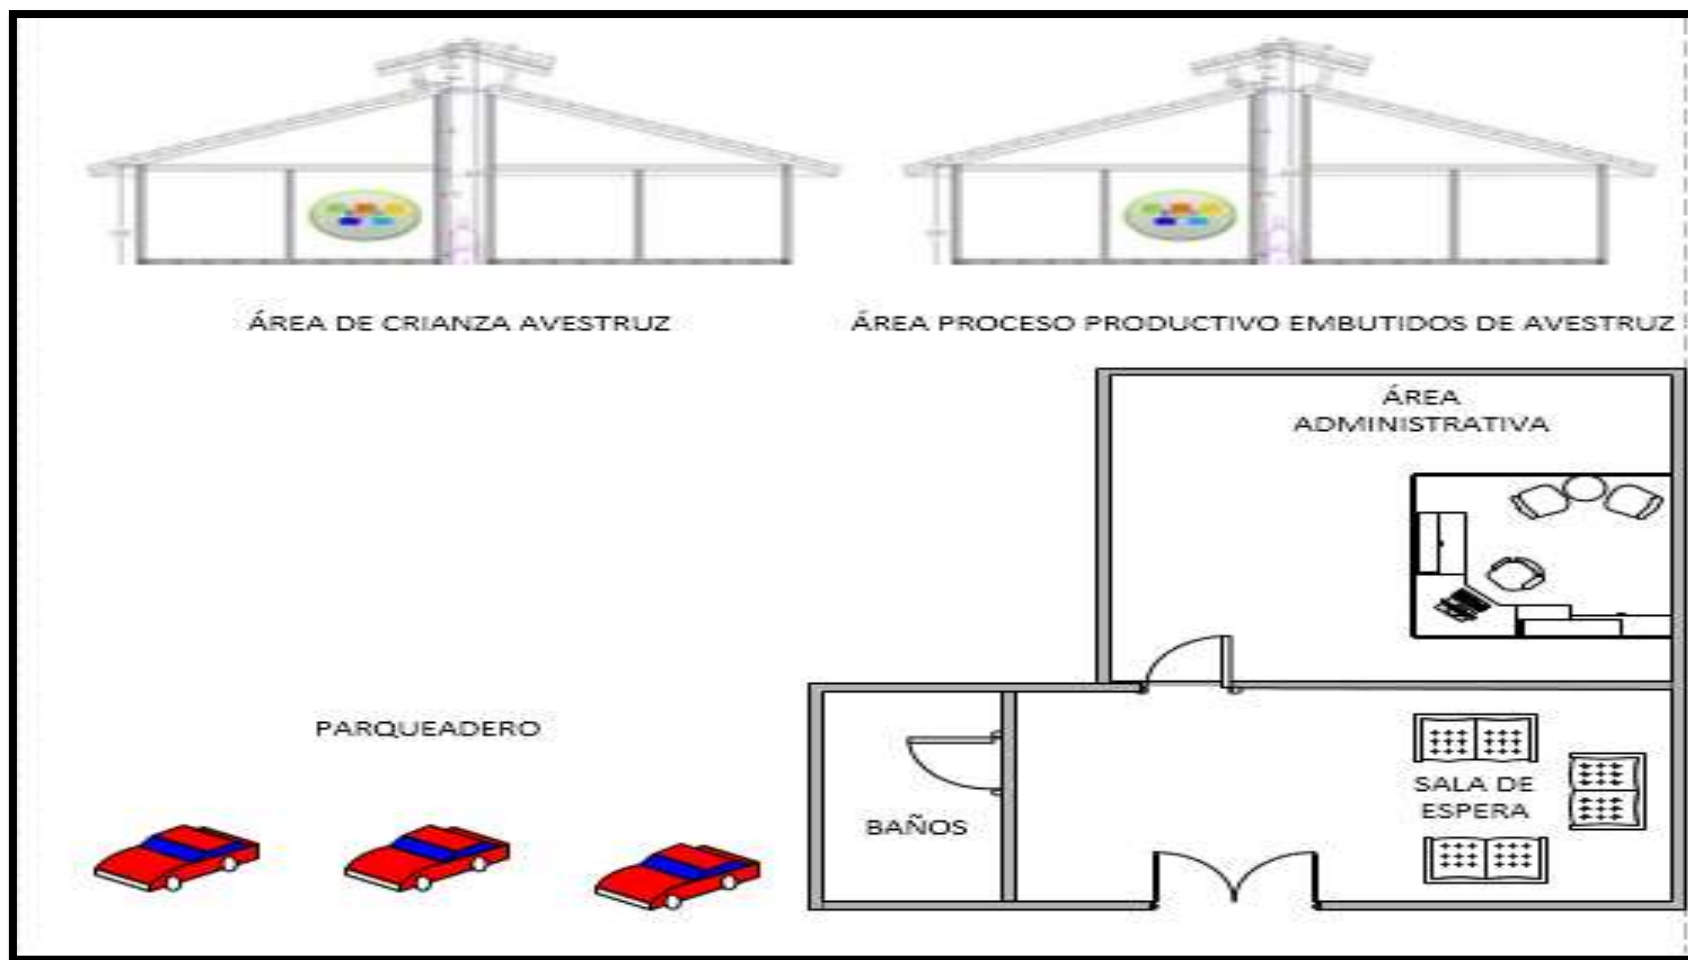 ÁREA DE CRIANZA AVESTRUZ
ÁREA PROCESO PRODUCTIVO EMBUTIDOS DE AVESTRUZ
ÁREA
ADMINISTRATIVA
PARQUEADERO
SALA DE
ESPERA
BAÑOS